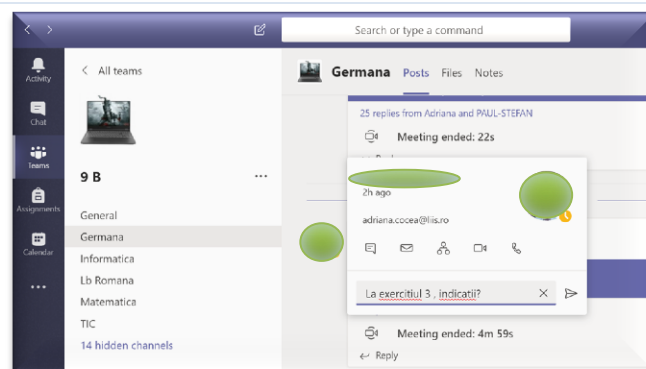 Search or type a command
Activity
Chat
Teams
Assignments
Calendar
All teams
9 B
General
Germana
Informatica
Lb Romana
Matematica
TIC
14 hidden channels
Germana Posts Files Notes
25 replies from Adriana and PAUL-STEFAN
Meeting ended: 22s
2h ago
adriana.cocea@liis.ro
La exercitiul 3 , indicatii?
Meeting ended: 4m 59s
Reply